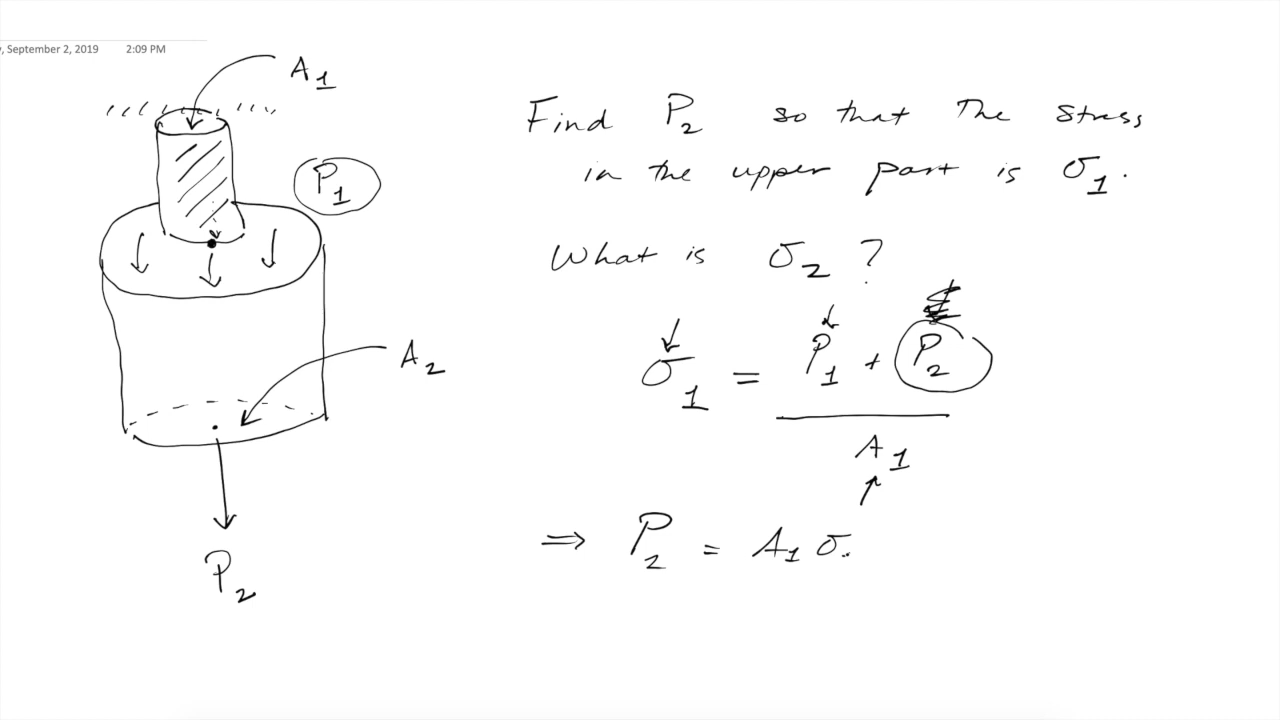 , September 2, 2019 2:09 PM
A1
P1
A2
P2
Find P2 so that The stress
in the upper part is σ1.
What is σ2 ?
σ1 = P1 + P2
A1
⇒ P2 = A1 σ